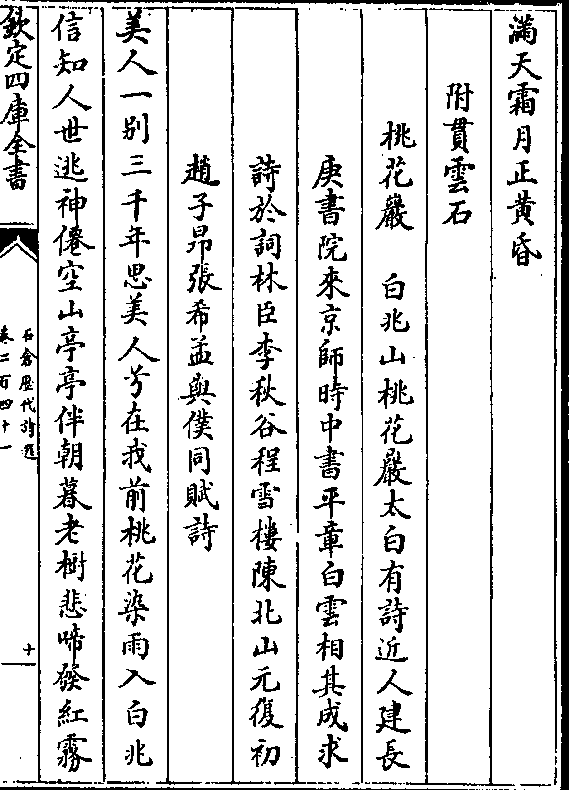 滿天霜月正黄昏
附貫雲石
桃花巖　白兆山桃花巖太白有詩近人建長
庚書院來京師時中書平章白雲相其成求
詩於詞林臣李秋谷程雪樓陳北山元復初
趙子昂張希孟與僕同賦詩
美人一别三千年思美人兮在我前桃花染雨入白兆
信知人世逃神僊空山亭亭伴朝暮老樹悲啼發紅霧
欽定四庫全書
石倉歷代詩選
卷二百四十一
十